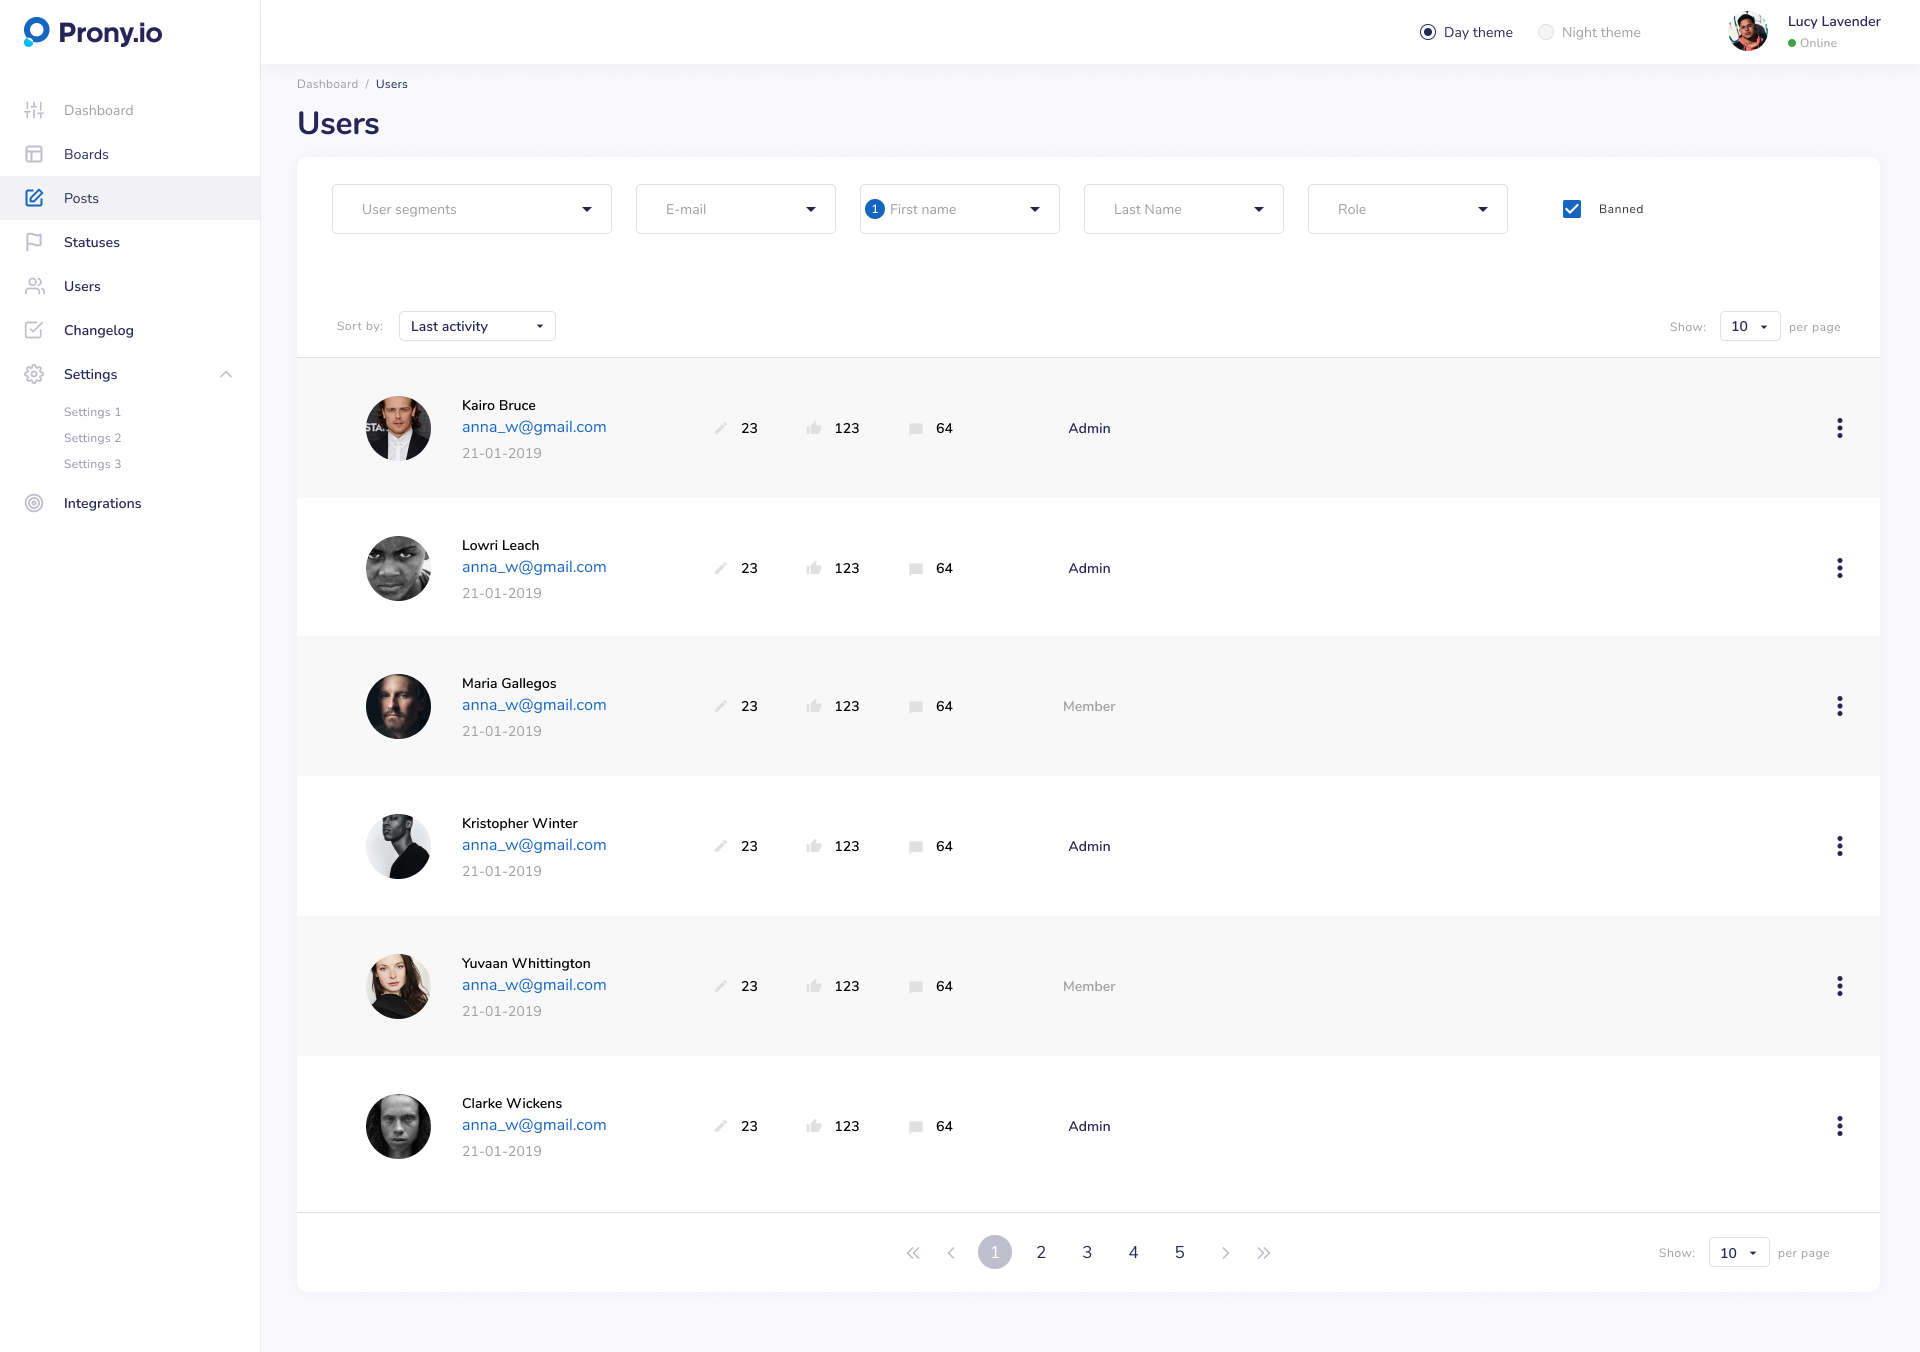 Prony.io
Day theme
Night theme
Lucy Lavender
Online
Dashboard
Boards
Posts
Statuses
Users
Changelog
Settings
Settings 1
Settings 2
Settings 3
Integrations
Dashboard / Users
Users
User segments
E-mail
1 First name
Last Name
Role
Banned
Sort by: Last activity
Show: 10 per page
Kairo Bruce
anna_w@gmail.com
21-01-2019
23 123 64 Admin
Lowri Leach
anna_w@gmail.com
21-01-2019
23 123 64 Admin
Maria Gallegos
anna_w@gmail.com
21-01-2019
23 123 64 Member
Kristopher Winter
anna_w@gmail.com
21-01-2019
23 123 64 Admin
Yuvaan Whittington
anna_w@gmail.com
21-01-2019
23 123 64 Member
Clarke Wickens
anna_w@gmail.com
21-01-2019
23 123 64 Admin
1 2 3 4 5
Show: 10 per page